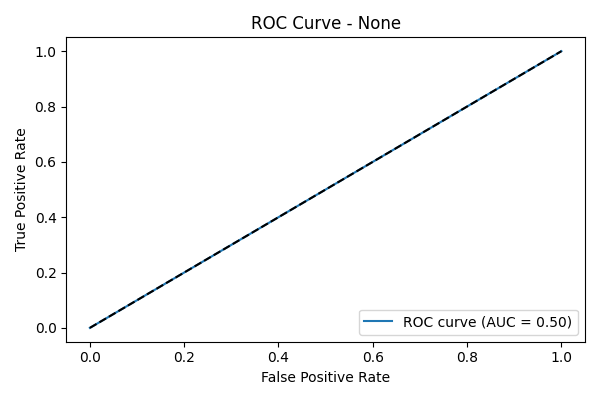 ROC Curve - None
True Positive Rate
1.0
0.8
0.6
0.4
0.2
0.0
ROC curve (AUC = 0.50)
0.0 0.2 0.4 0.6 0.8 1.0
False Positive Rate